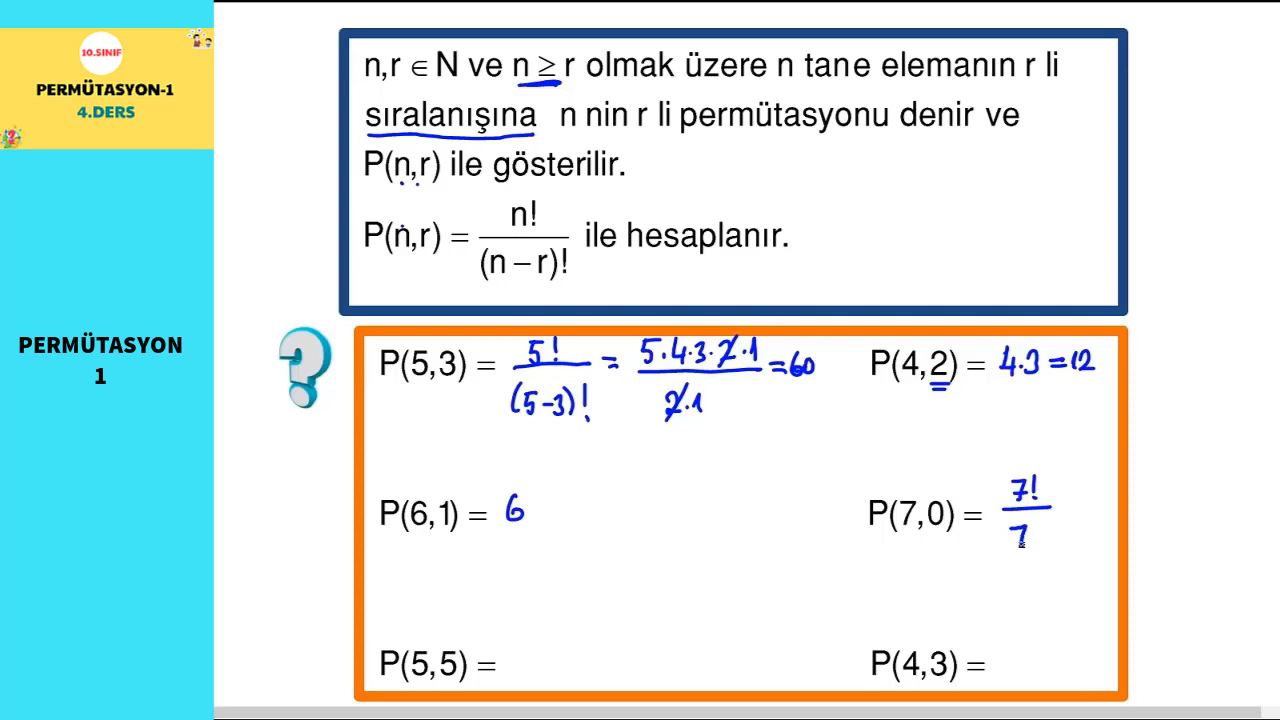 10.SINIF
PERMÜTASYON-1
4.DERS
PERMÜTASYON
1
n,r ∈ N ve n ≥ r olmak üzere n tane elemanın r li
sıralanışına n nin r li permütasyonu denir ve
P(n,r) ile gösterilir.
P(n,r) = n! / (n – r)! ile hesaplanır.
P(5,3) = 5! / (5-3)! = 5·4·3·2·1 / 2·1 = 60
P(4,2) = 4·3 = 12
P(6,1) = 6
P(7,0) = 7! / 7
P(5,5) =
P(4,3) =